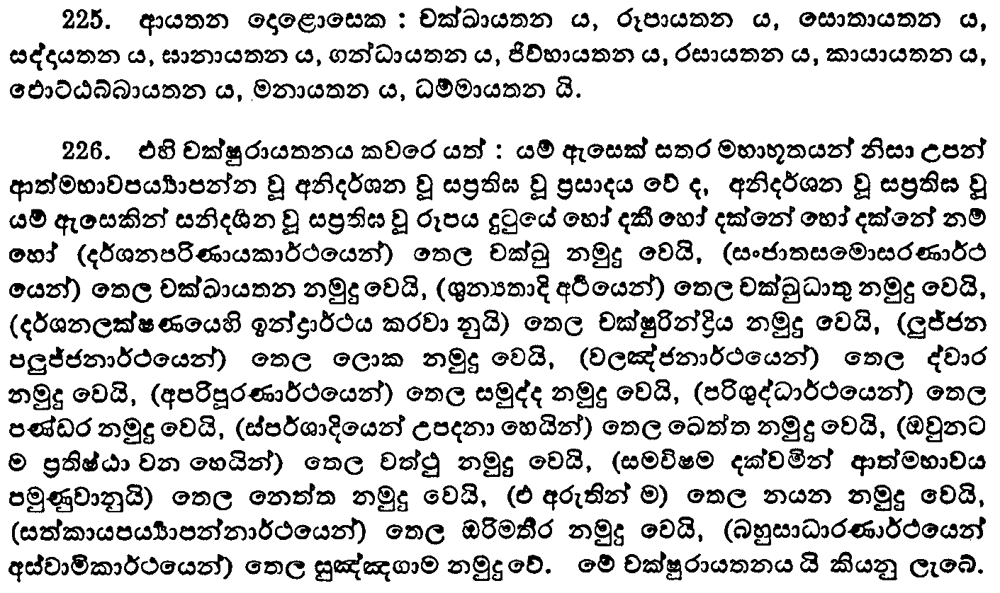 225. ආයතන දොළොසෙක : චක්ඛායතන ය, රූපායතන ය, සොතායතන ය,
සද්දායතන ය, ඝානායතන ය, ගන්ධායතන ය, ජිව්හායතන ය, රසායතන ය, කායායතන ය,
ඵොට්ඨබ්බායතන ය, මනායතන ය, ධම්මායතන යි.
226. එහි චක්ෂුරායතනය කවරෙ යත් : යම් ඇසෙක් සතර මහාභූතයන් නිසා උපන්
ආත්මභාවපර්‍ය්‍යාපන්න වූ අනිදර්ශන වූ සප්‍රතිඝ වූ ප්‍රසාදය වේ ද, අනිදර්ශන වූ සප්‍රතිඝ වූ
යම් ඇසෙකින් සනිදර්‍ශන වූ සප්‍රතිඝ වූ රූපය දුටුයේ හෝ දකී හෝ දක්නේ හෝ දක්නේ නම්
හෝ (දර්ශනපරිණායකාර්ථයෙන්) තෙල චක්ඛු නමුදු වෙයි, (සංජාතසමොසරණාර්ථ
යෙන්) තෙල චක්ඛායතන නමුදු වෙයි, (ශුන්‍යතාදි අර්‍ථයෙන්) තෙල චක්ඛුධාතු නමුදු වෙයි,
(දර්ශනලක්ෂණයෙහි ඉන්ද්‍රාර්ථය කරවා නුයි) තෙල චක්ෂුරින්ද්‍රිය නමුදු වෙයි, (ලුජ්ජන
පලුජ්ජනාර්ථයෙන්) තෙල ලොක නමුදු වෙයි, (වලඤ්ජනාර්ථයෙන්) තෙල ද්වාර
නමුදු වෙයි, (අපරිපූරණාර්ථයෙන්) තෙල සමුද්ද නමුදු වෙයි, (පරිශුද්ධාර්ථයෙන්) තෙල
පණ්ඩර නමුදු වෙයි, (ස්පර්ශාදියෙන් උපදනා හෙයින්) තෙල ඛෙත්ත නමුදු වෙයි, (ඔවුනට
ම ප්‍රතිෂ්ඨා වන හෙයින්) තෙල වත්ථු නමුදු වෙයි, (සමවිෂම දක්වමින් ආත්මභාවය
පමුණුවානුයි) තෙල නෙත්ත නමුදු වෙයි, (එ අරුතින් ම) තෙල නයන නමුදු වෙයි,
(සත්කායපර්‍ය්‍යාපන්නාර්ථයෙන්) තෙල ඔරිමතීර නමුදු වෙයි, (බහුසාධාරණාර්ථයෙන්
අස්වාමිකාර්ථයෙන්) තෙල සුඤ්ඤගාම නමුදු වේ. මේ චක්ෂුරායතනය යි කියනු ලැබේ.